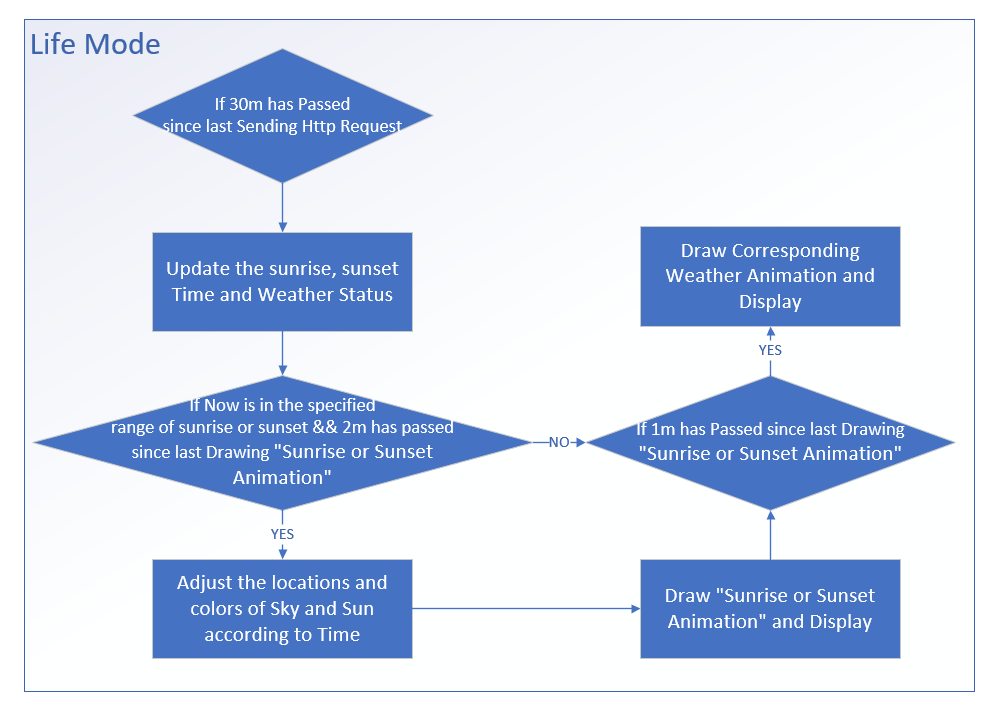 Life Mode
If 30m has Passed
since last Sending Http Request
Update the sunrise, sunset
Time and Weather Status
If Now is in the specified
range of sunrise or sunset && 2m has passed
since last Drawing "Sunrise or Sunset
Animation"
NO
YES
Adjust the locations and
colors of Sky and Sun
according to Time
Draw "Sunrise or Sunset
Animation" and Display
If 1m has Passed since last Drawing
"Sunrise or Sunset Animation"
YES
Draw Corresponding
Weather Animation and
Display